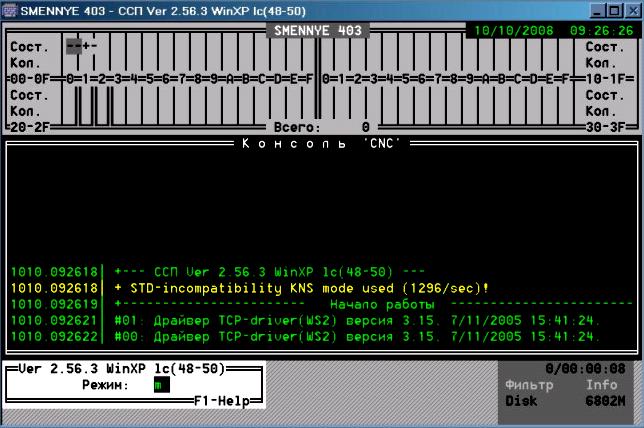 SMENNYE 403 - ССП Ver 2.56.3 WinXP lc(48-50)
SMENNYE 403 10/10/2008 09:26:26
Сост. --+- Сост.
Кол. Кол.
00-0F 0=1=2=3=4=5=6=7=8=9=A=B=C=D=E=F 0=1=2=3=4=5=6=7=8=9=A=B=C=D=E=F 10-1F
Сост. Сост.
Кол. Кол.
20-2F Всего: 0 30-3F
Консоль 'CNC'
1010.092618| +--- ССП Ver 2.56.3 WinXP lc(48-50) ---
1010.092618| + STD-incompatibility KNS mode used (1296/sec)!
1010.092619| +----------------------- Начало работы -----------------------
1010.092621| #01: Драйвер TCP-driver(WS2) версия 3.15, 7/11/2005 15:41:24.
1010.092622| #00: Драйвер TCP-driver(WS2) версия 3.15, 7/11/2005 15:41:24.
Ver 2.56.3 WinXP lc(48-50)
Режим: m
F1-Help
0/00:00:08
Фильтр Info
Disk 6802M